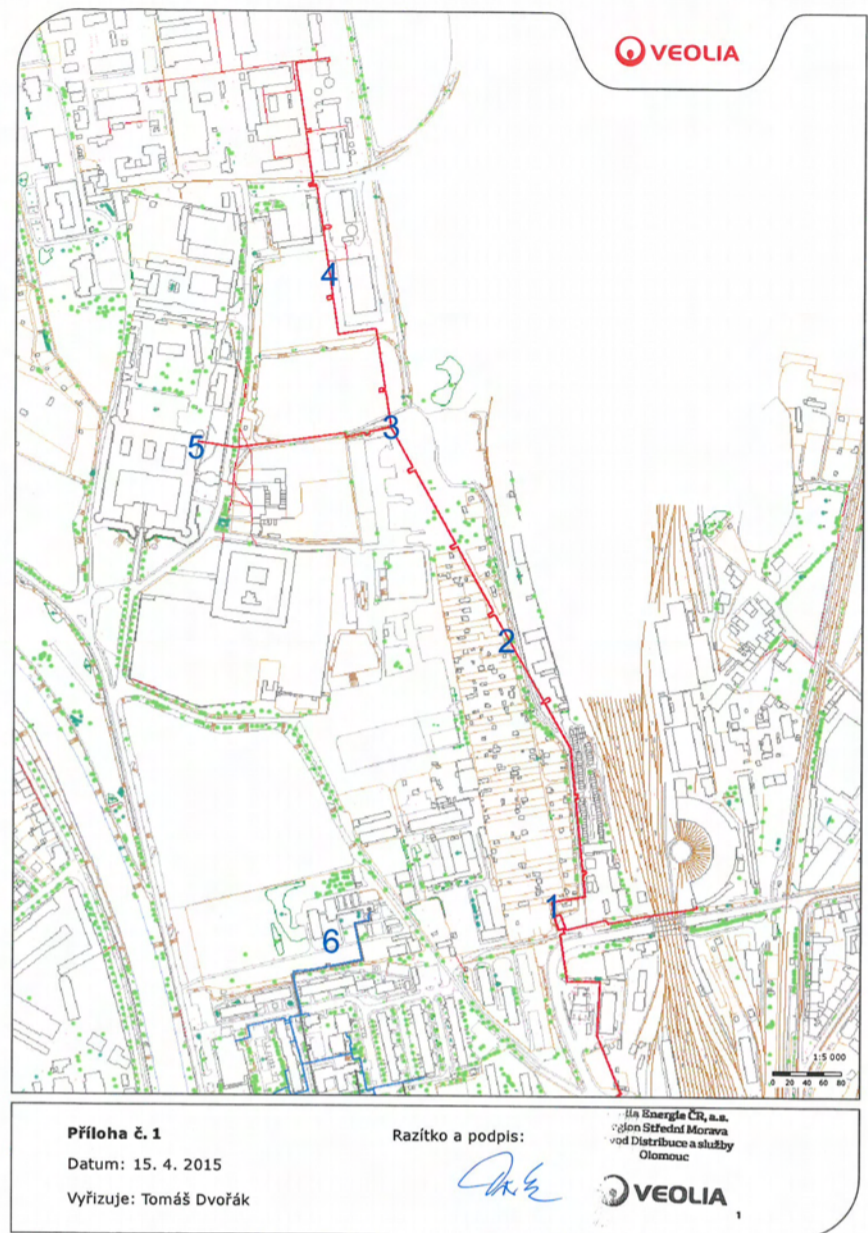 VEOLIA
4
3
5
2
1
6
1:5 000
0 20 40 60 80
Příloha č. 1
Datum: 15. 4. 2015
Vyřizuje: Tomáš Dvořák
Razítko a podpis:
Energie ČR, a.s.
Střední Morava
Distribuce a služby
Olomouc
VEOLIA
1